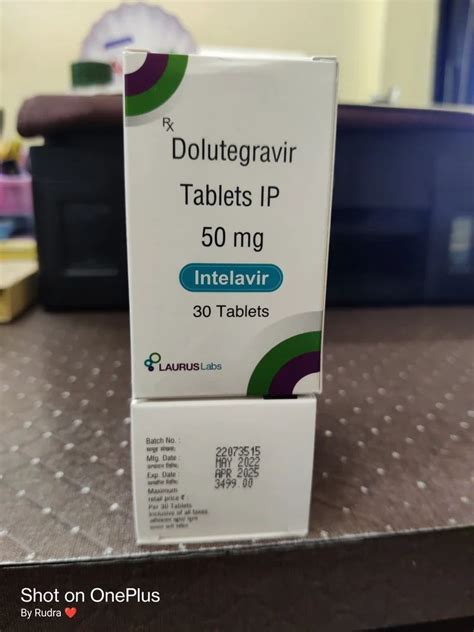 Rx
Dolutegravir
Tablets IP
50 mg
Intelavir
30 Tablets
LAURUS Labs
Batch No. :
22073515
Mfg. Date :
MAY 2022
Exp. Date :
APR 2025
Maximum
retail price ₹
3499.00
Per 30 Tablets
Inclusive of all taxes
Shot on OnePlus
By Rudra ❤️